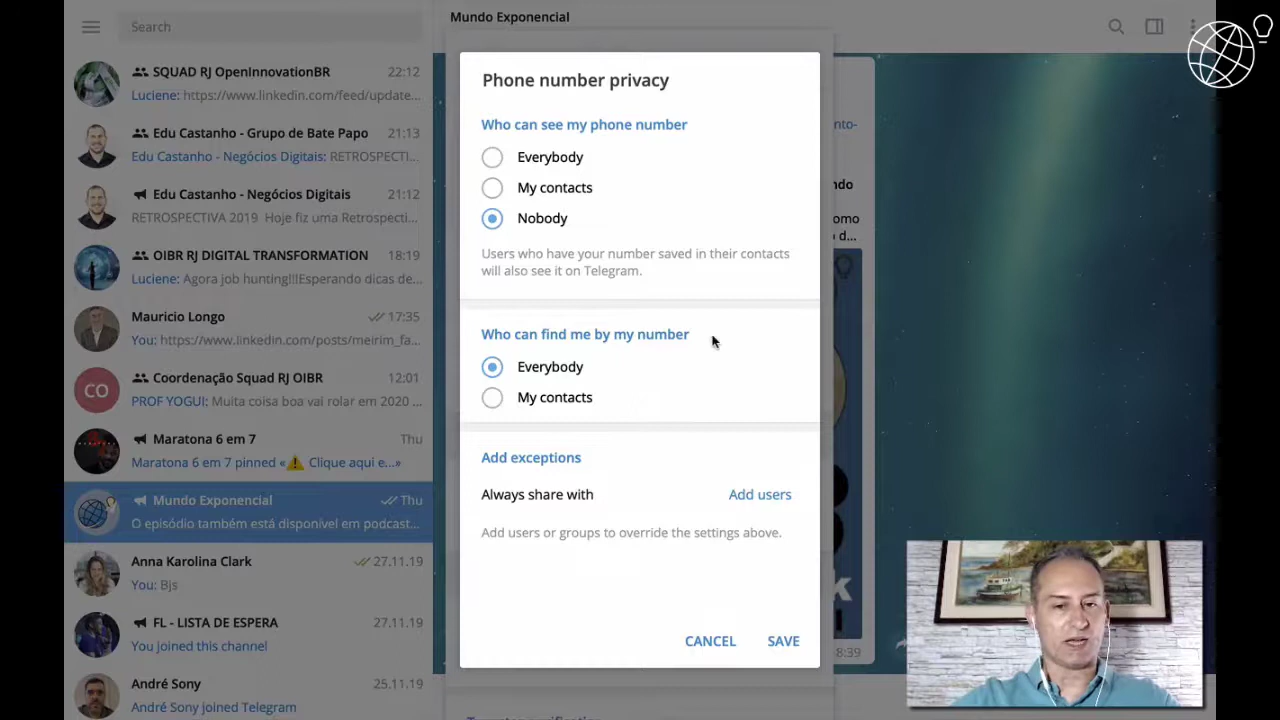 Search
SQUAD RJ OpenInnovationBR 22:12
Luciene: https://www.linkedin.com/feed/update...
Edu Castanho - Grupo de Bate Papo 21:13
Edu Castanho - Negócios Digitais: RETROSPECTI...
Edu Castanho - Negócios Digitais 21:12
RETROSPECTIVA 2019 Hoje fiz uma Retrospecti...
OIBR RJ DIGITAL TRANSFORMATION 18:19
Luciene: Agora job hunting!!!Esperando dicas de...
Mauricio Longo 17:35
You: https://www.linkedin.com/posts/meirim_fa...
CO
Coordenação Squad RJ OIBR 12:01
PROF YOGUI: Muita coisa boa vai rolar em 2020 ...
Maratona 6 em 7 Thu
Maratona 6 em 7 pinned «⚠️ Clique aqui e...»
Mundo Exponencial Thu
O episódio também está disponível em podcast...
Anna Karolina Clark 27.11.19
You: Bjs
FL - LISTA DE ESPERA 27.11.19
You joined this channel
André Sony 25.11.19
André Sony joined Telegram
Mundo Exponencial
Phone number privacy
Who can see my phone number
Everybody
My contacts
Nobody
Users who have your number saved in their contacts
will also see it on Telegram.
Who can find me by my number
Everybody
My contacts
Add exceptions
Always share with Add users
Add users or groups to override the settings above.
CANCEL SAVE
nto-
ndo
omo
o d...
8:39